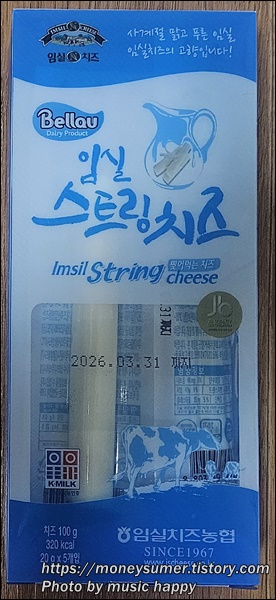 IMSIL CHEESE
임실 치즈
사계절 맑고 푸른 임실
임실치즈의 고향입니다!
Bellau
Dairy Product
임실
스트링치즈
Imsil String cheese
찢어먹는 치즈
2026.03.31 까지
K-MILK
치즈 100 g
320 kcal
20 g x 5개입
임실치즈농협
SINCE1967
https://moneysumer.tistory.com
Photo by music happy